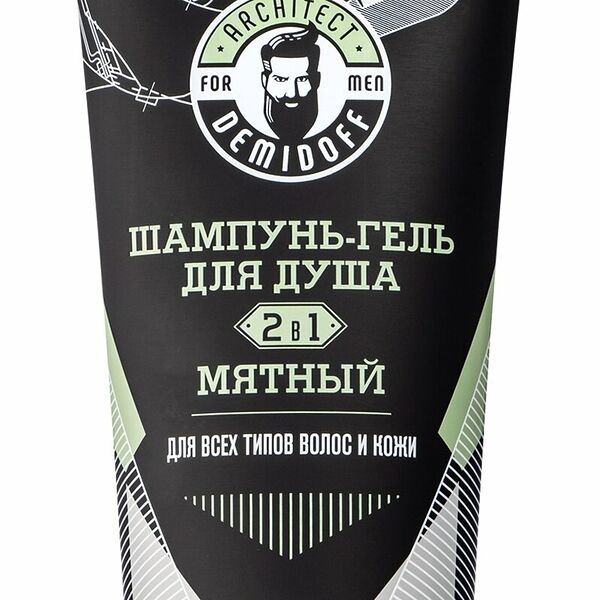 ARCHITECT
FOR MEN
DEMIDOFF
ШАМПУНЬ-ГЕЛЬ
ДЛЯ ДУША
2 в 1
МЯТНЫЙ
ДЛЯ ВСЕХ ТИПОВ ВОЛОС И КОЖИ